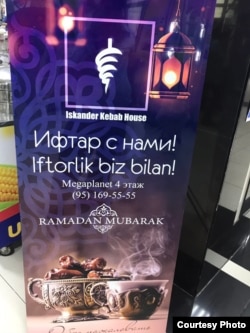 Iskander Kebab House
Ифтар с нами!
Iftorlik biz bilan!
Megaplanet 4 этаж
(95) 169-55-55
RAMADAN MUBARAK
Courtesy Photo